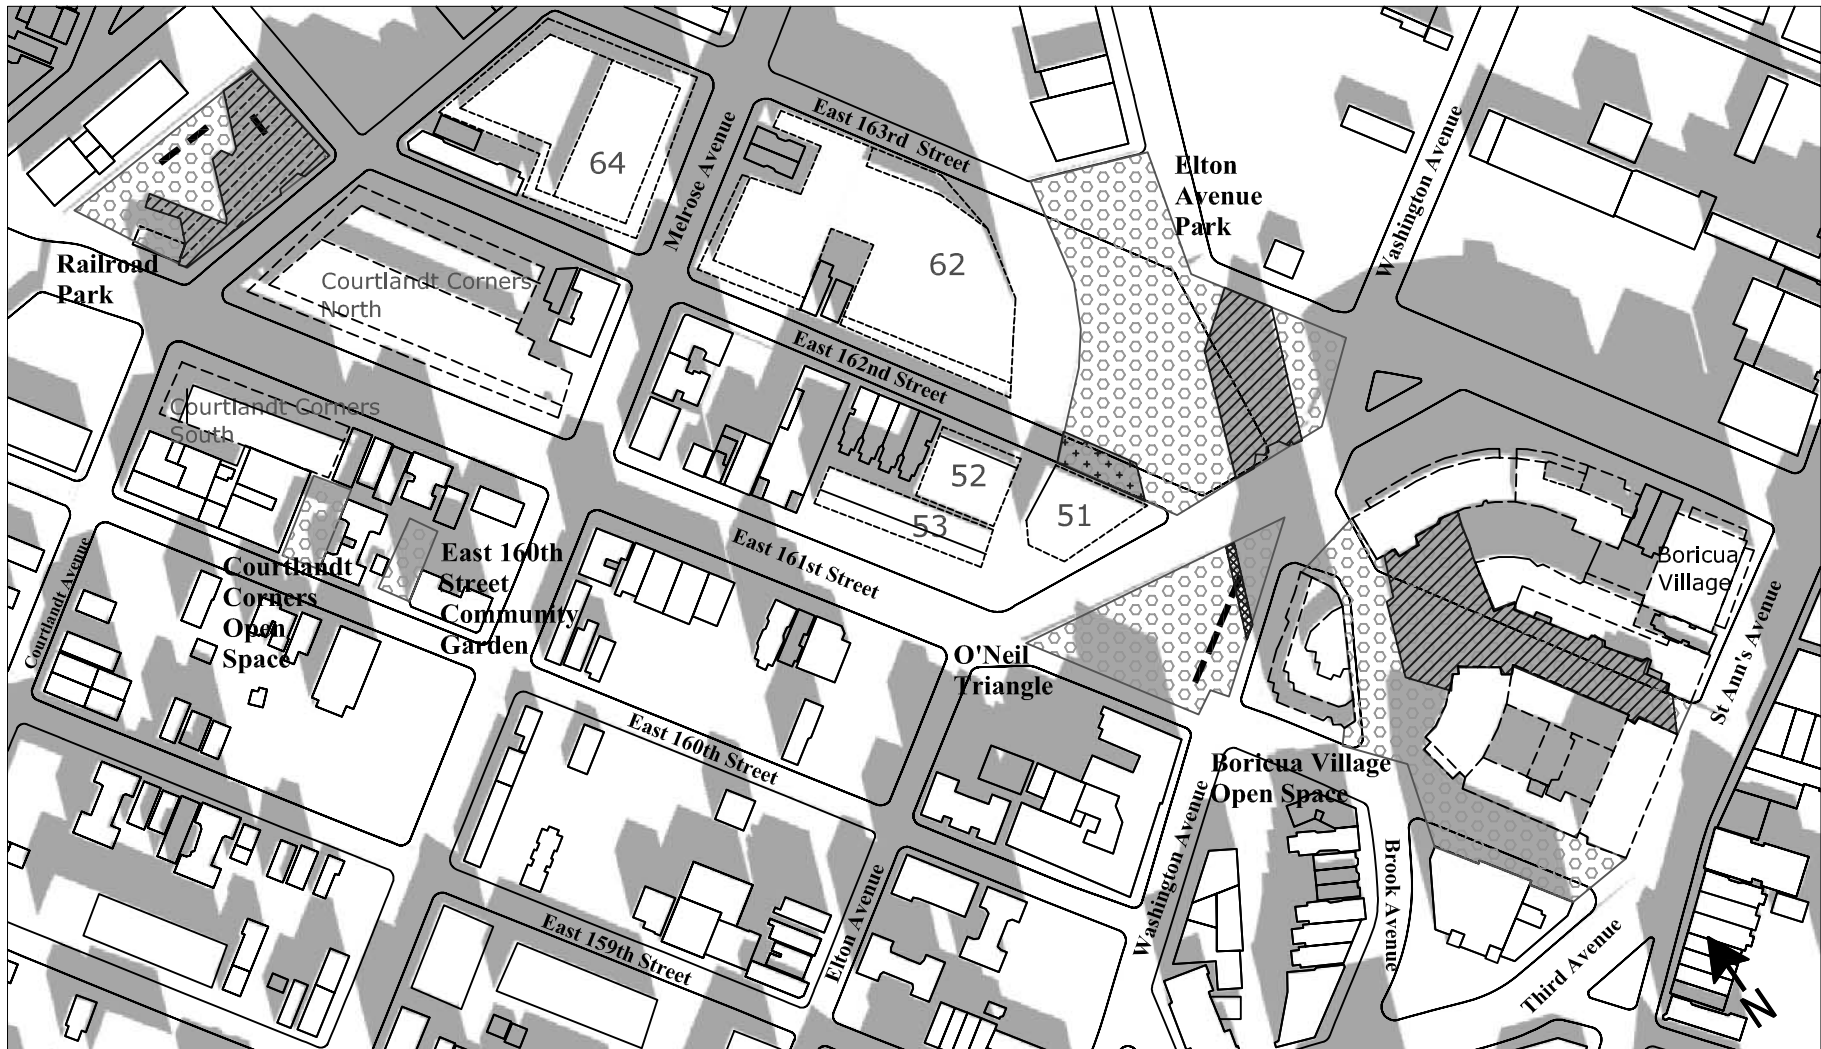 East 163rd Street
Elton
Avenue
Park
64
Melrose Avenue
Washington Avenue
62
Railroad
Park
Courtlandt Corners
North
East 162nd Street
Courtlandt Corners
South
52
51
53
East 161st Street
Courtlandt Avenue
Courtlandt
Corners
Open
Space
East 160th
Street
Community
Garden
Boricua
Village
O'Neil
Triangle
St Ann's Avenue
East 160th Street
Boricua Village
Open Space
Washington Avenue
Brook Avenue
Elton Avenue
East 159th Street
Third Avenue
N